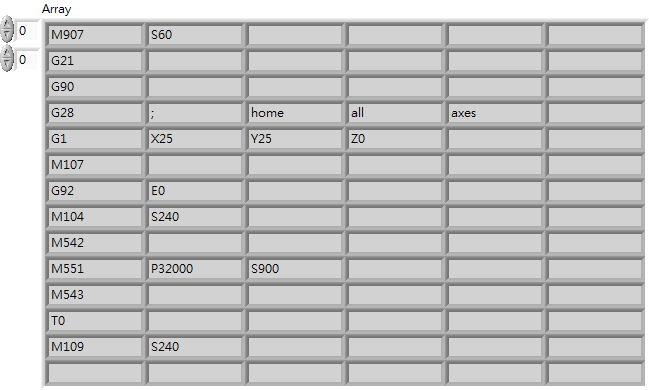 Array
0
0
M907 S60
G21
G90
G28 ; home all axes
G1 X25 Y25 Z0
M107
G92 E0
M104 S240
M542
M551 P32000 S900
M543
T0
M109 S240